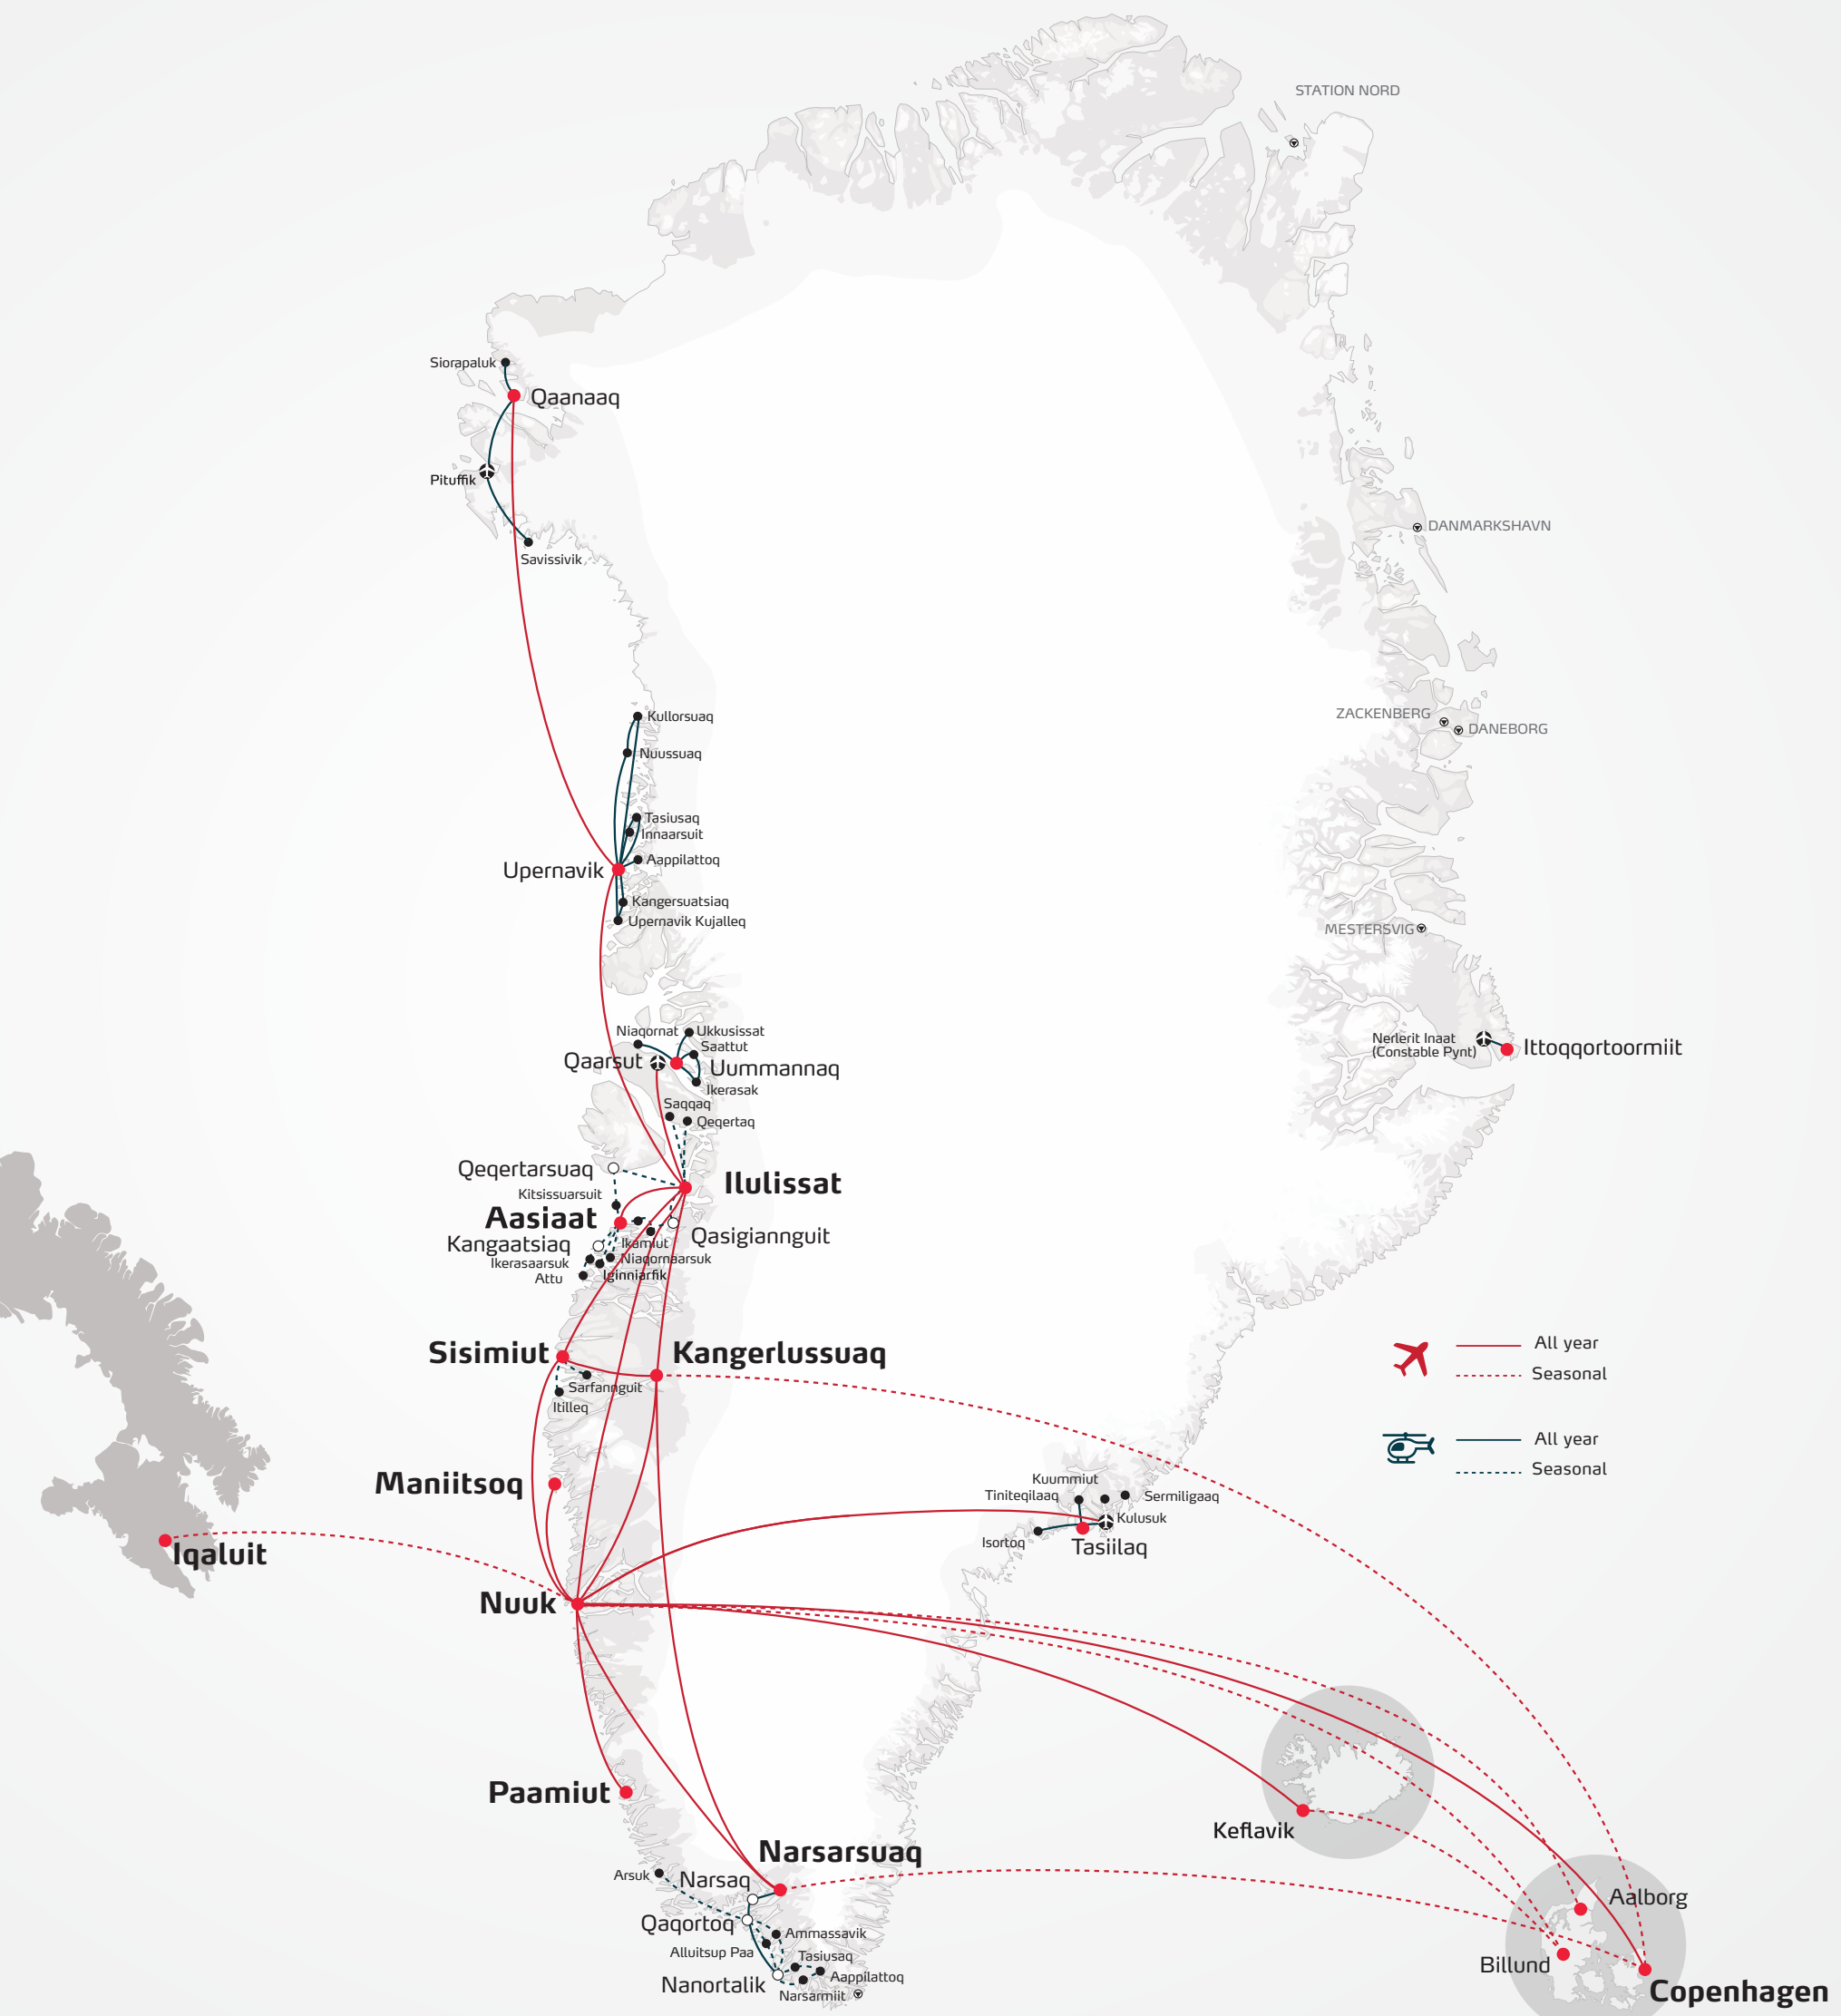 STATION NORD
Siorapaluk
Qaanaaq
Pituffik
Savissivik
DANMARKSHAVN
Kullorsuaq
ZACKENBERG
DANEBORG
Nuussuaq
Tasiusaq
Innaarsuit
Aappilattoq
Upernavik
Kangersuatsiaq
Upernavik Kujalleq
MESTERSVIG
Niaqornat
Ukkusissat
Saattut
Qaarsut
Uummannaq
Ikerasak
Nerlerit Inaat
(Constable Pynt)
Ittoqqortoormiit
Saqqaq
Qeqertaq
Qeqertarsuaq
Ilulissat
Kitsissuarsuit
Aasiaat
Qasigiannguit
Kangaatsiaq
Ikamiut
Niaqornaarsuk
Ikerasaarsuk
Iginniarfik
Attu
Sisimiut
Kangerlussuaq
All year
Seasonal
Sarfannguit
Itilleq
All year
Seasonal
Maniitsoq
Kuummiut
Tiniteqilaaq
Sermiligaaq
Kulusuk
Isortoq
Tasiilaq
Iqaluit
Nuuk
Paamiut
Keflavik
Narsarsuaq
Arsuk
Narsaq
Aalborg
Qaqortoq
Ammassavik
Alluitsup Paa
Tasiusaq
Billund
Aappilattoq
Nanortalik
Narsarmiit
Copenhagen